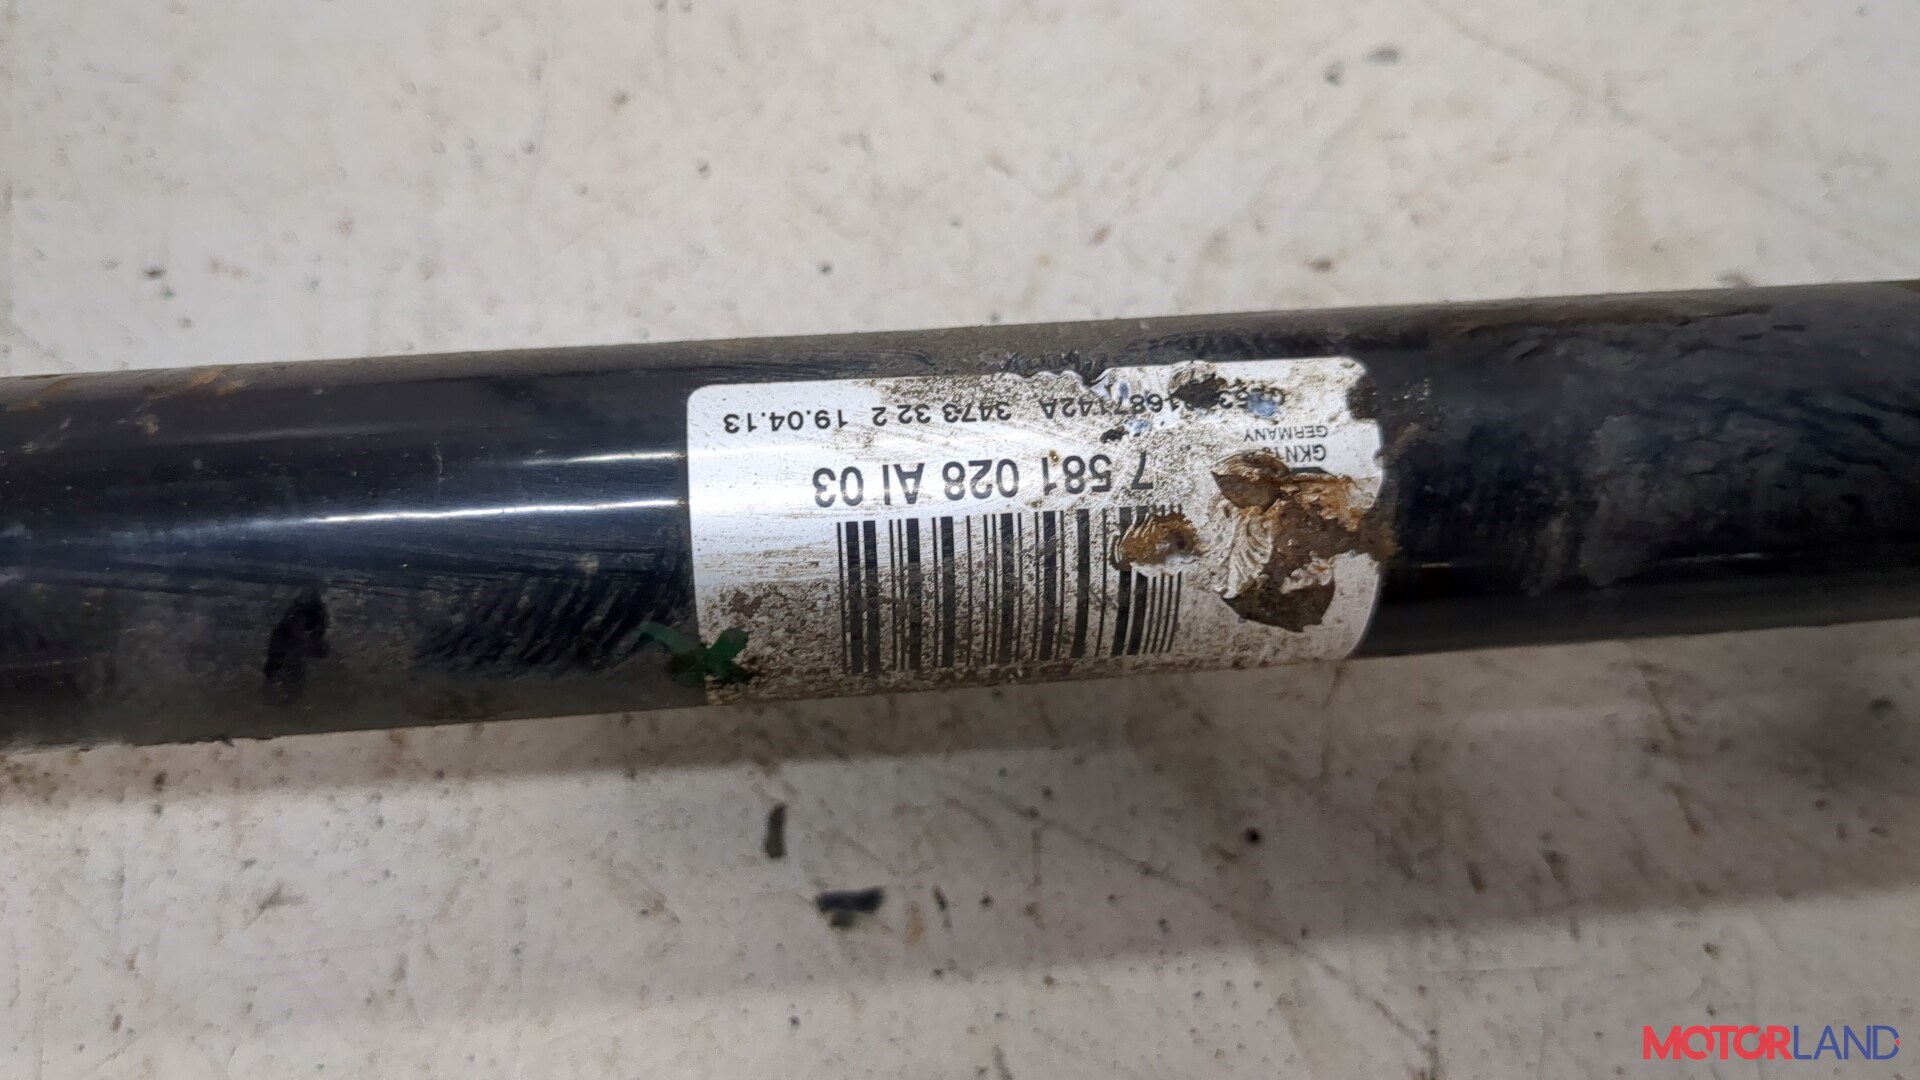 GERMANY
7 581 028 AI 03
3473 32 2 19.04.13
MOTORLAND